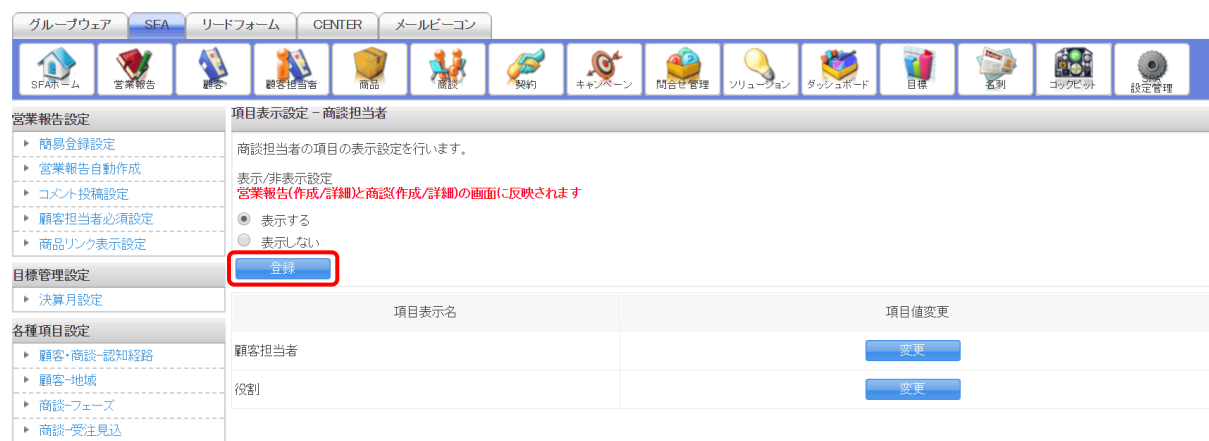 グループウェア SFA リードフォーム CENTER メールビーコン
SFAホーム 営業報告 顧客 顧客担当者 商品 商談 契約 キャンペーン 問合せ管理 ソリューション ダッシュボード 目標 名刺 コックピット 設定管理
営業報告設定
簡易登録設定
営業報告自動作成
コメント投稿設定
顧客担当者必須設定
商品リンク表示設定
目標管理設定
決算月設定
各種項目設定
顧客・商談-認知経路
顧客-地域
商談-フェーズ
商談-受注見込
項目表示設定 - 商談担当者
商談担当者の項目の表示設定を行います。
表示/非表示設定
営業報告(作成/詳細)と商談(作成/詳細)の画面に反映されます
表示する
表示しない
登録
項目表示名 項目値変更
顧客担当者 変更
役割 変更